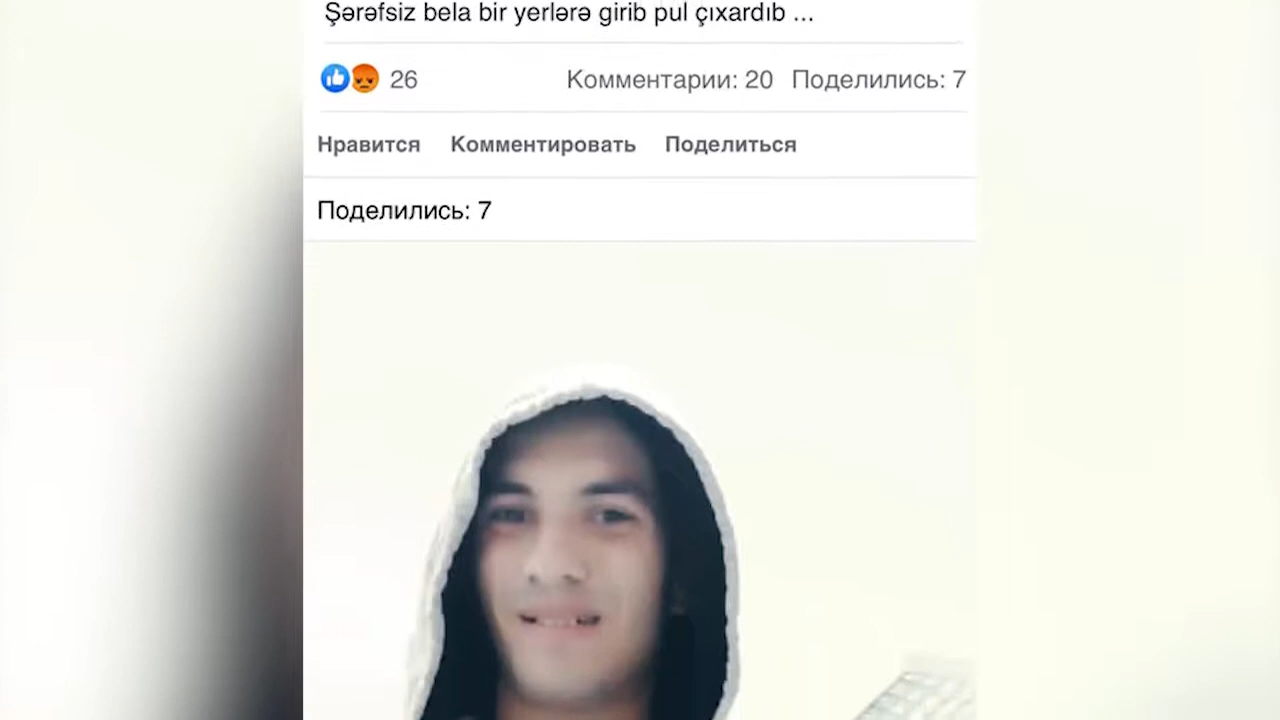 Şərəfsiz bela bir yerlərə girib pul çıxardıb ...
26
Комментарии: 20 Поделились: 7
Нравится Комментировать Поделиться
Поделились: 7